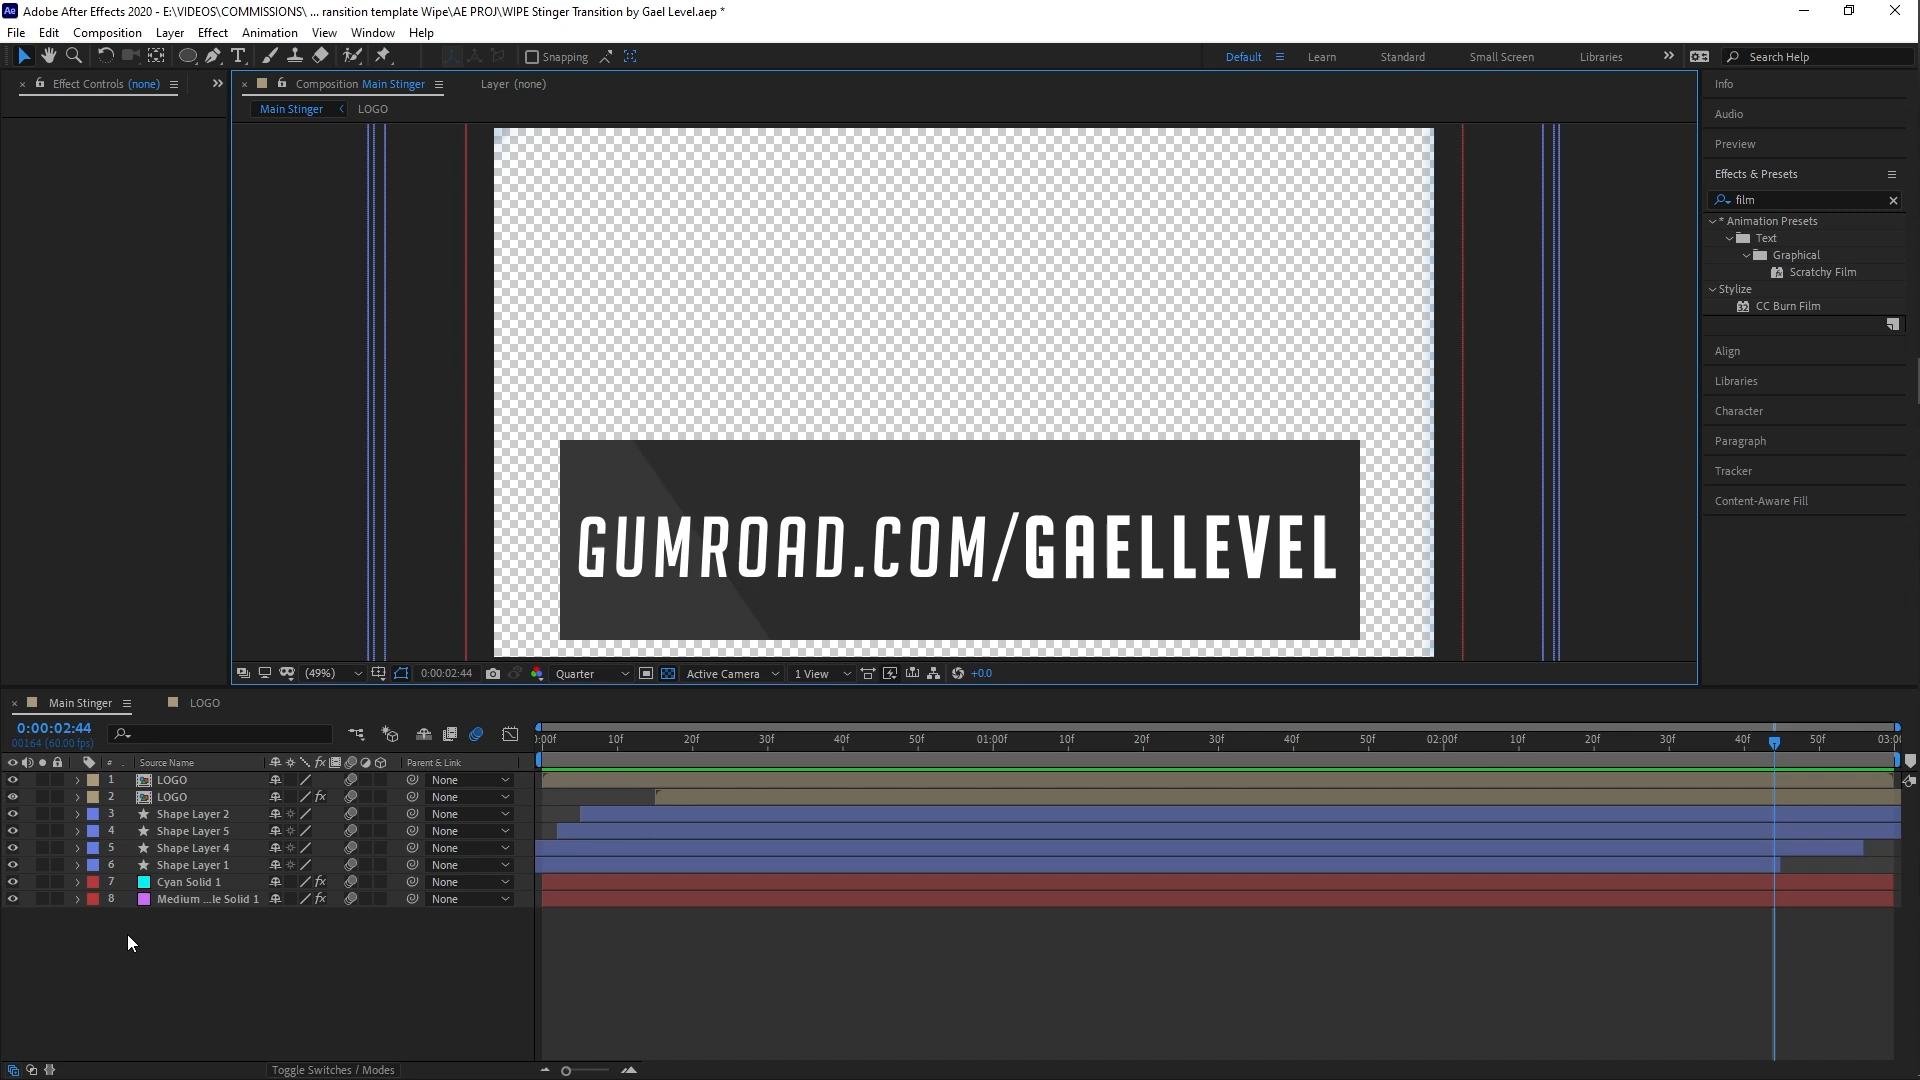 Adobe After Effects 2020 - E:\VIDEOS\COMMISSIONS\ ... ransition template Wipe\AE PROJ\WIPE Stinger Transition by Gael Level.aep *
File Edit Composition Layer Effect Animation View Window Help
Snapping Default Learn Standard Small Screen Libraries Search Help
Effect Controls (none)
Composition Main Stinger
Layer (none)
Main Stinger
LOGO
GUMROAD.COM/GAELLEVEL
(49%) 0:00:02:44 Quarter Active Camera 1 View +0.0
Info
Audio
Preview
Effects & Presets
film
* Animation Presets
Text
Graphical
Scratchy Film
Stylize
CC Burn Film
Align
Libraries
Character
Paragraph
Tracker
Content-Aware Fill
Main Stinger LOGO
0:00:02:44
00164 (60.00 fps)
:00f 10f 20f 30f 40f 50f 01:00f 10f 20f 30f 40f 50f 02:00f 10f 20f 30f 40f 50f 03:00
# Source Name Parent & Link
1 LOGO None
2 LOGO None
3 Shape Layer 2 None
4 Shape Layer 5 None
5 Shape Layer 4 None
6 Shape Layer 1 None
7 Cyan Solid 1 None
8 Medium ...le Solid 1 None
Toggle Switches / Modes